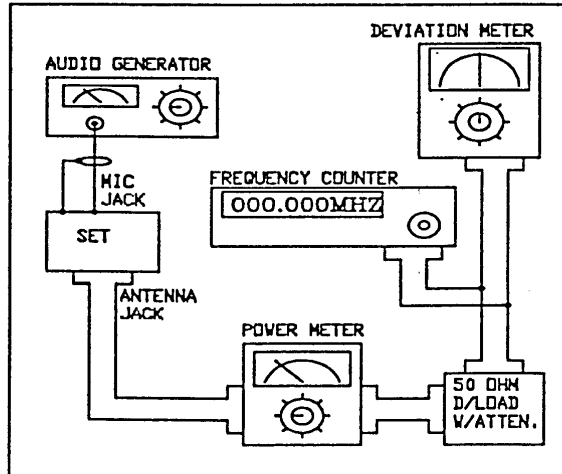 DEVIATION METER
AUDIO GENERATOR
MIC
JACK
FREQUENCY COUNTER
000.000MHZ
SET
ANTENNA
JACK
POWER METER
50 OHM
D/LOAD
W/ATTEN.